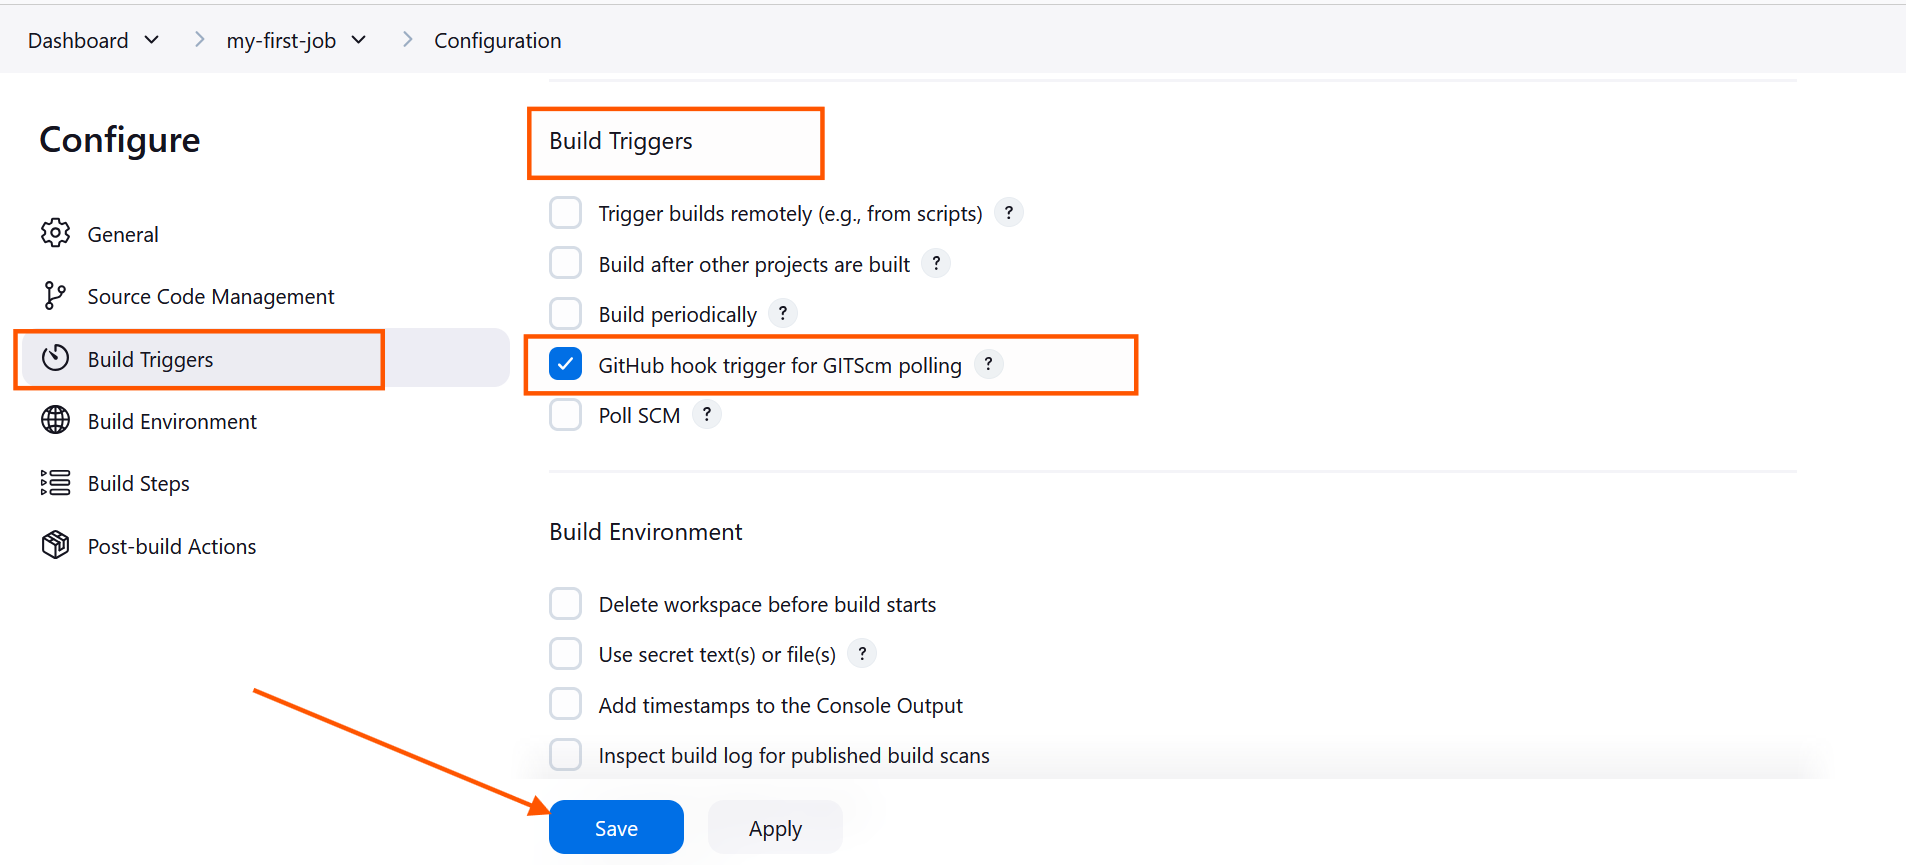 Dashboard my-first-job Configuration
Configure
General
Source Code Management
Build Triggers
Build Environment
Build Steps
Post-build Actions
Build Triggers
Trigger builds remotely (e.g., from scripts) ?
Build after other projects are built ?
Build periodically ?
GitHub hook trigger for GITScm polling ?
Poll SCM ?
Build Environment
Delete workspace before build starts
Use secret text(s) or file(s) ?
Add timestamps to the Console Output
Inspect build log for published build scans
Save Apply